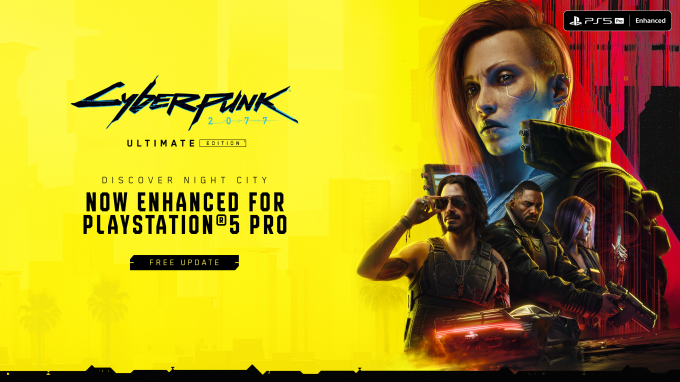 PS5 Pro Enhanced
CYBERPUNK
2077
ULTIMATE EDITION
DISCOVER NIGHT CITY
NOW ENHANCED FOR
PLAYSTATION®5 PRO
FREE UPDATE